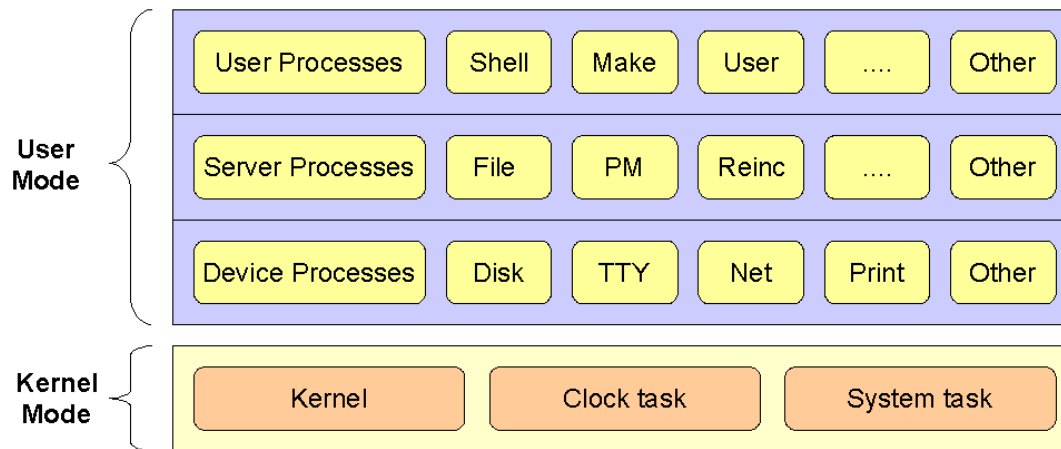 User Mode
User Processes Shell Make User .... Other
Server Processes File PM Reinc .... Other
Device Processes Disk TTY Net Print Other
Kernel Mode
Kernel Clock task System task